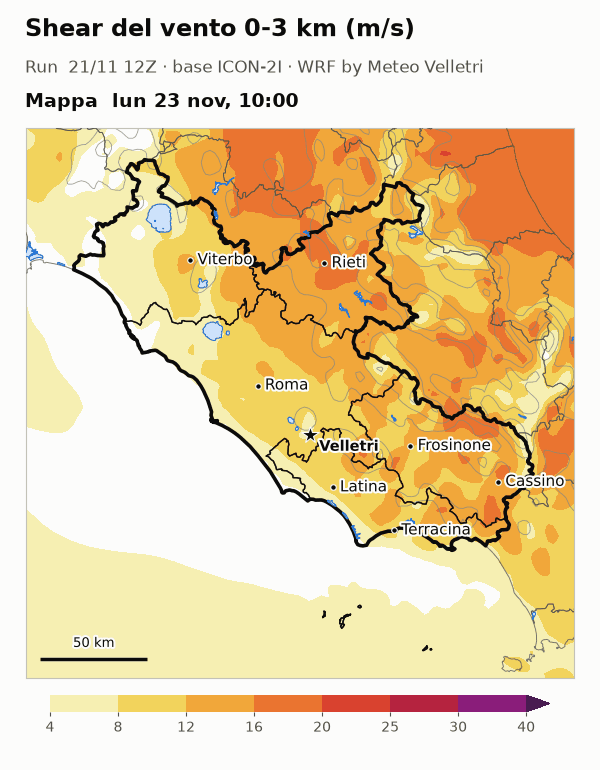 Shear del vento 0-3 km (m/s)
Run  21/11 12Z · base ICON-2I · WRF by Meteo Velletri
Mappa  lun 23 nov, 10:00
Viterbo
Rieti
Roma
Velletri
Frosinone
Latina
Cassino
Terracina
50 km
4 8 12 16 20 25 30 40